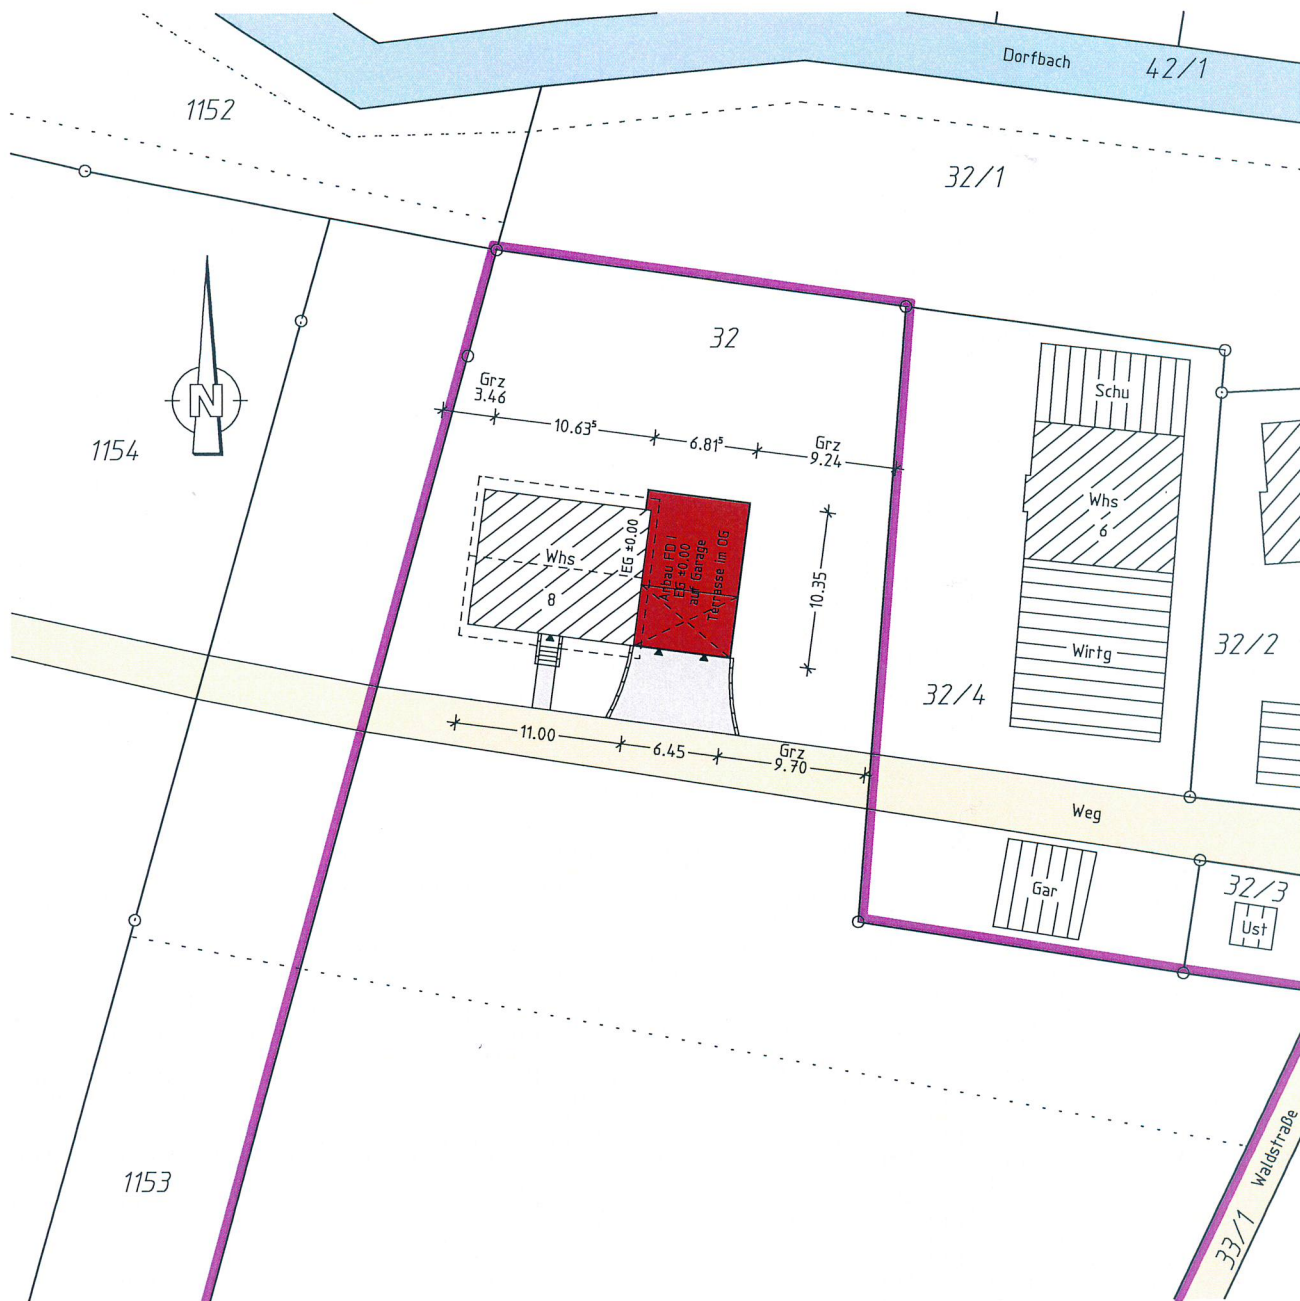 Dorfbach
42/1
1152
32/1
32
Grz
3.46
10.63⁵
6.81⁵
Grz
9.24
N
1154
Schu
Whs
6
Wirtg
Whs
8
EG ±0.00
Anbau FD I
EG ±0.00
auf Garage
Terrasse im OG
10.35
32/2
32/4
11.00
6.45
Grz
9.70
Weg
Gar
32/3
Ust
1153
Waldstraße
33/1